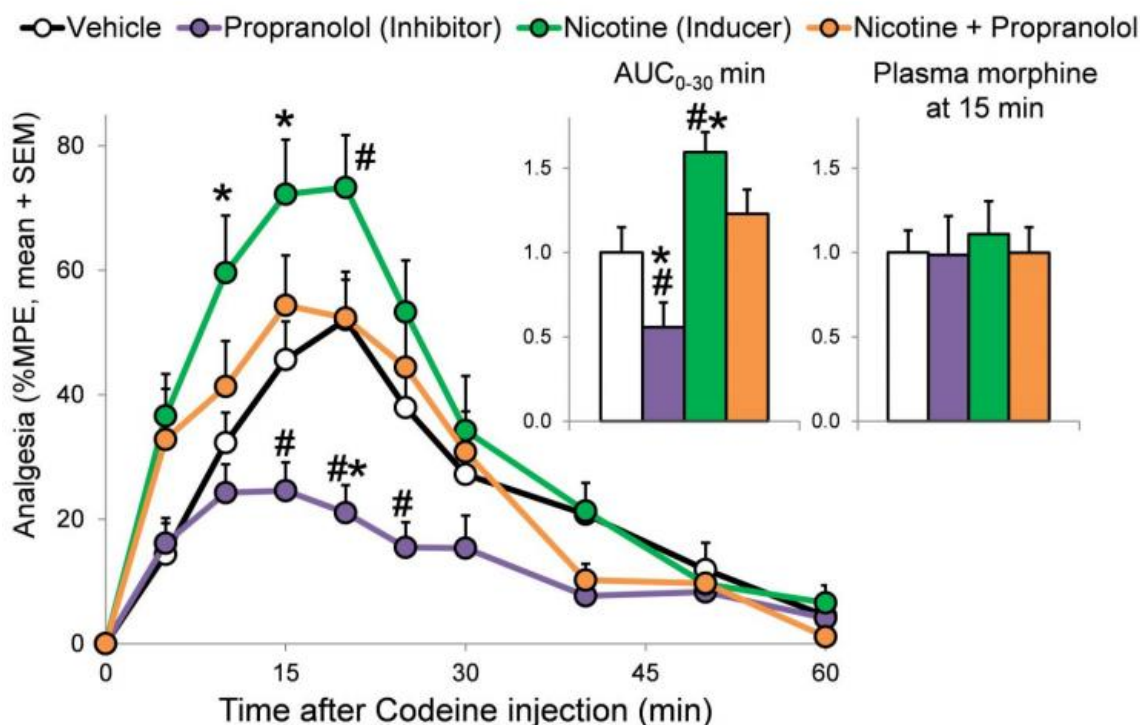 Vehicle Propranolol (Inhibitor) Nicotine (Inducer) Nicotine + Propranolol
AUC0-30 min
Plasma morphine
at 15 min
Analgesia (%MPE, mean + SEM)
80
60
40
20
0
* * #
# #* #
0 15 30 45 60
Time after Codeine injection (min)
1.5
1.0
0.5
0.0
*
#
#*
1.5
1.0
0.5
0.0